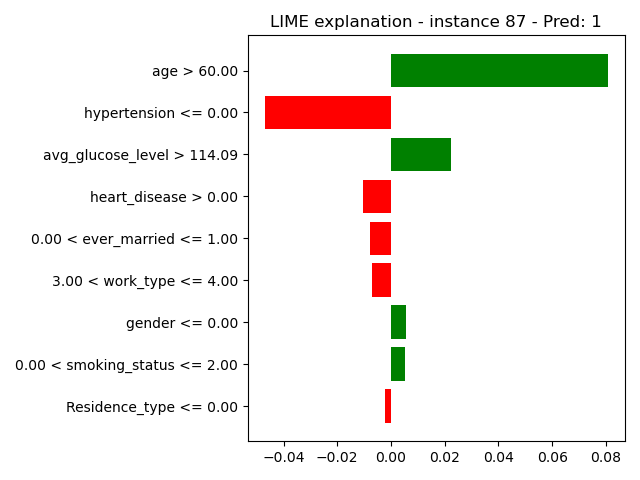 LIME explanation - instance 87 - Pred: 1
age > 60.00
hypertension <= 0.00
avg_glucose_level > 114.09
heart_disease > 0.00
0.00 < ever_married <= 1.00
3.00 < work_type <= 4.00
gender <= 0.00
0.00 < smoking_status <= 2.00
Residence_type <= 0.00
−0.04 −0.02 0.00 0.02 0.04 0.06 0.08